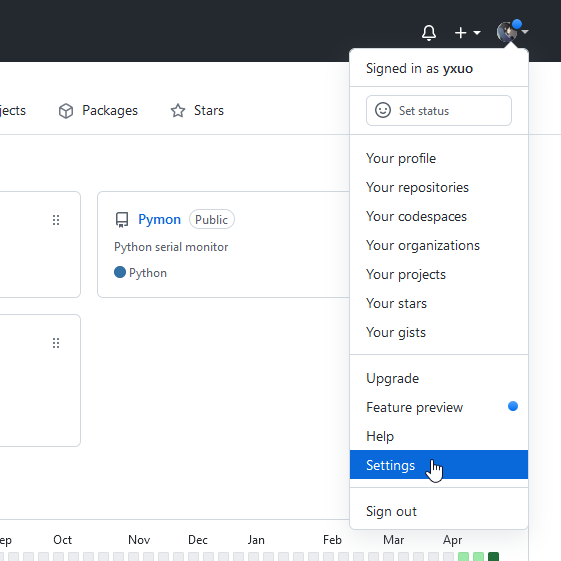 Signed in as yxuo
Set status
jects Packages Stars
Your profile
Your repositories
Your codespaces
Your organizations
Your projects
Your stars
Your gists
Pymon Public
Python serial monitor
Python
Upgrade
Feature preview
Help
Settings
Sign out
ep Oct Nov Dec Jan Feb Mar Apr